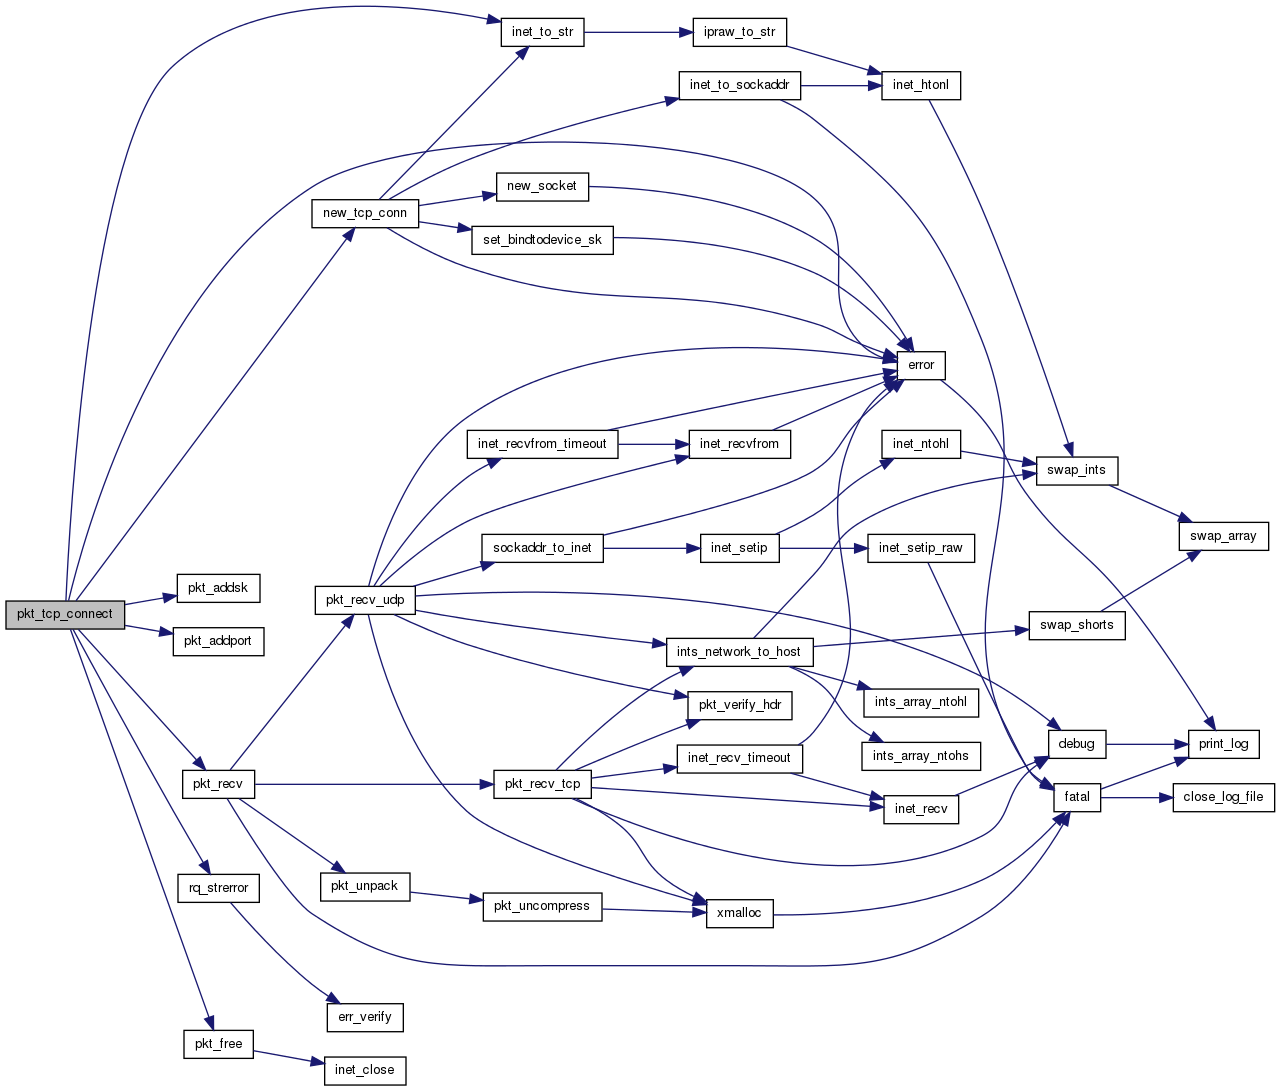 inet_to_str
ipraw_to_str
inet_to_sockaddr
inet_htonl
new_socket
new_tcp_conn
set_bindtodevice_sk
error
inet_recvfrom_timeout
inet_recvfrom
inet_ntohl
swap_ints
swap_array
sockaddr_to_inet
inet_setip
inet_setip_raw
pkt_addsk
pkt_recv_udp
pkt_tcp_connect
swap_shorts
pkt_addport
ints_network_to_host
ints_array_ntohl
pkt_verify_hdr
debug
print_log
inet_recv_timeout
ints_array_ntohs
pkt_recv
pkt_recv_tcp
inet_recv
fatal
close_log_file
rq_strerror
pkt_unpack
pkt_uncompress
xmalloc
err_verify
pkt_free
inet_close